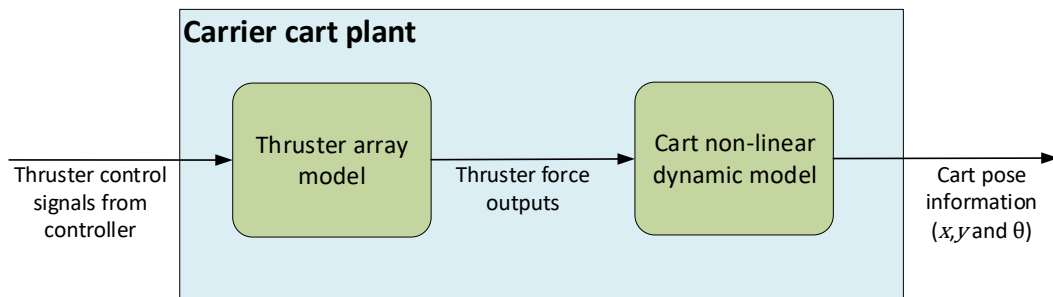 Carrier cart plant
Thruster control
signals from
controller
Thruster array
model
Thruster force
outputs
Cart non-linear
dynamic model
Cart pose
information
(x,y and θ)